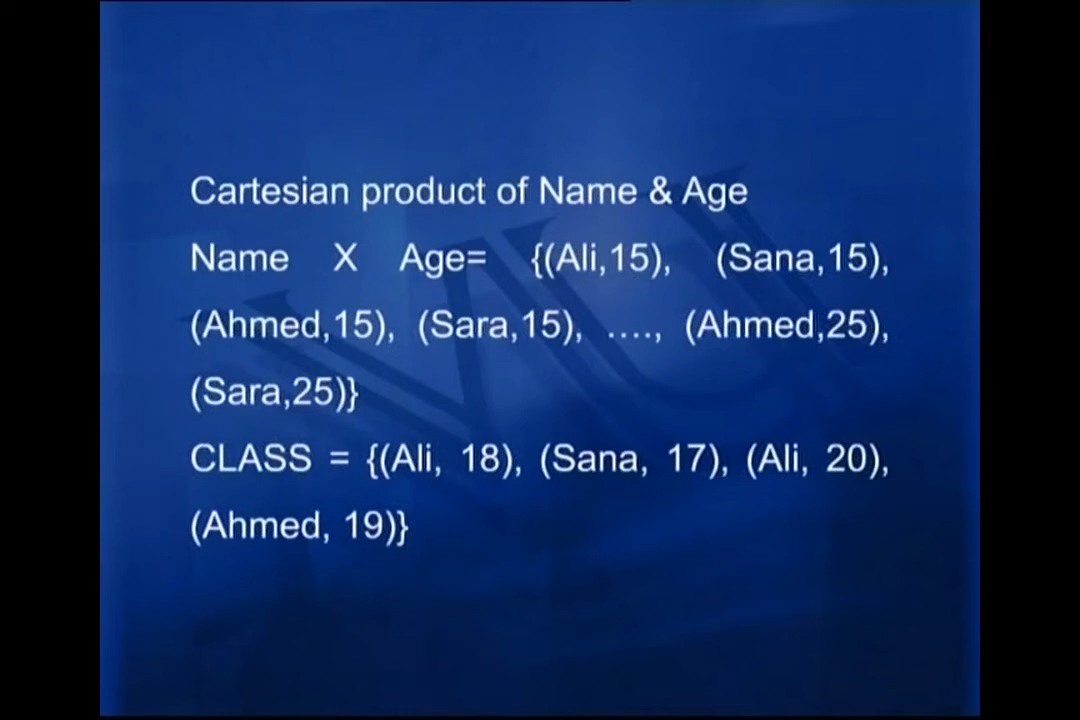 Cartesian product of Name & Age
Name X Age= {(Ali,15), (Sana,15),
(Ahmed,15), (Sara,15), …., (Ahmed,25),
(Sara,25)}
CLASS = {(Ali, 18), (Sana, 17), (Ali, 20),
(Ahmed, 19)}
VU